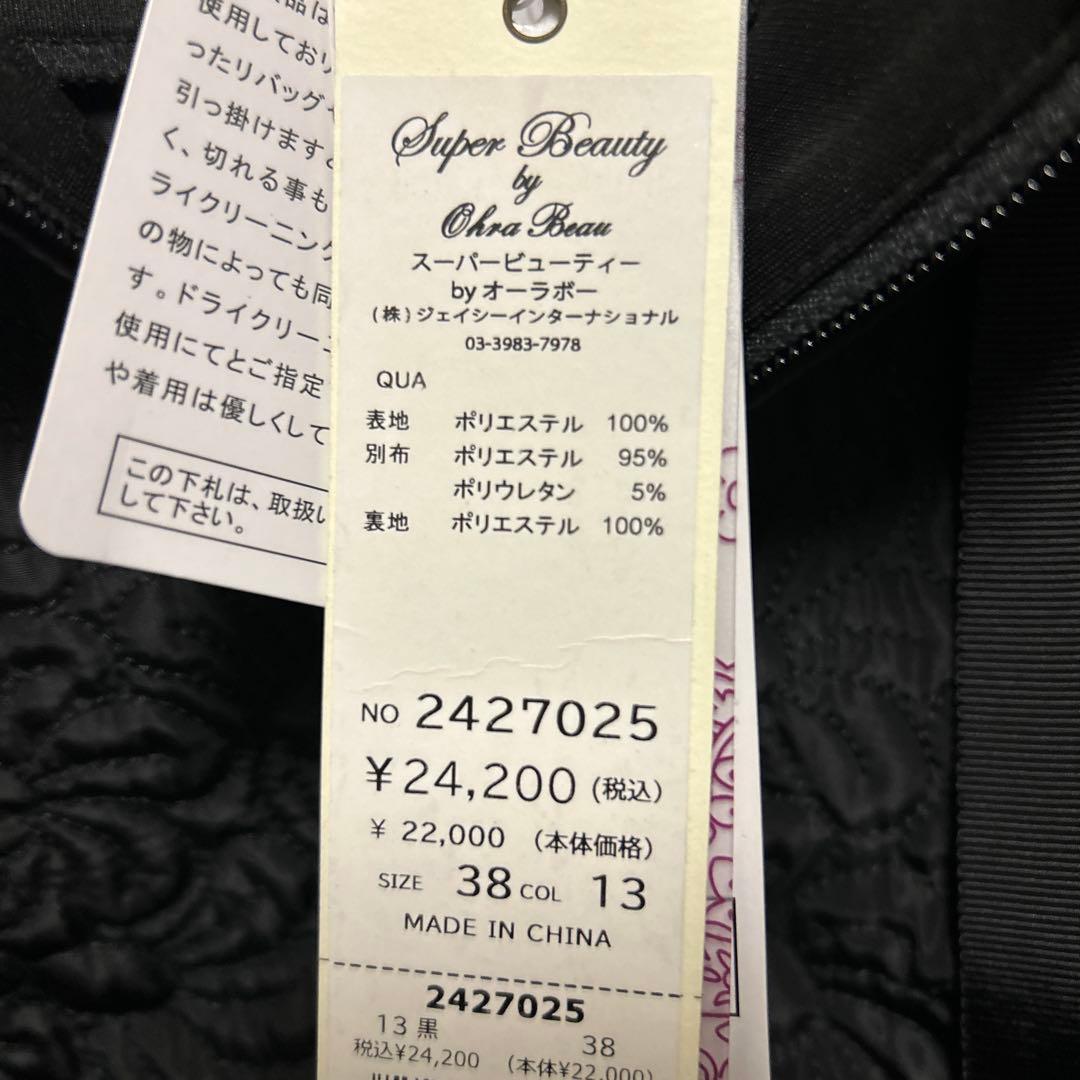 品は
使用しており
ったリバッグ
引っ掛けますと
く、切れる事も
ライクリーニング
の物によっても同
す。ドライクリーニ
使用にてとご指定
や着用は優しくして
この下札は、取扱い
して下さい。
Super Beauty
by
Ohra Beau
スーパービューティー
by オーラボー
(株)ジェイシーインターナショナル
03-3983-7978
QUA
表地 ポリエステル 100%
別布 ポリエステル 95%
ポリウレタン 5%
裏地 ポリエステル 100%
NO 2427025
¥24,200 (税込)
¥ 22,000 (本体価格)
SIZE 38 COL 13
MADE IN CHINA
2427025
13 黒 38
税込¥24,200 (本体¥22,000)